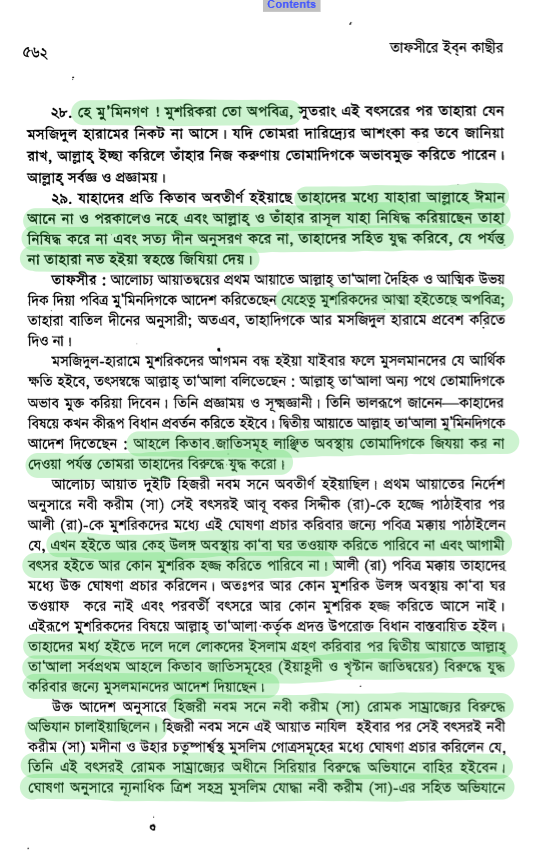 Contents
৫৬২
তাফসীরে ইব্‌ন কাছীর
২৮. হে মু'মিনগণ ! মুশরিকরা তো অপবিত্র, সুতরাং এই বৎসরের পর তাহারা যেন
মসজিদুল হারামের নিকট না আসে। যদি তোমরা দারিদ্র্যের আশংকা কর তবে জানিয়া
রাখ, আল্লাহ্ ইচ্ছা করিলে তাঁহার নিজ করুণায় তোমাদিগকে অভাবমুক্ত করিতে পারেন।
আল্লাহ্ সর্বজ্ঞ ও প্রজ্ঞাময়।
২৯. যাহাদের প্রতি কিতাব অবতীর্ণ হইয়াছে তাহাদের মধ্যে যাহারা আল্লাহে ঈমান
আনে না ও পরকালেও নহে এবং আল্লাহ্ ও তাঁহার রাসূল যাহা নিষিদ্ধ করিয়াছেন তাহা
নিষিদ্ধ করে না এবং সত্য দীন অনুসরণ করে না, তাহাদের সহিত যুদ্ধ করিবে, যে পর্যন্ত
না তাহারা নত হইয়া স্বহস্তে জিযিয়া দেয়।
তাফসীর : আলোচ্য আয়াতদ্বয়ের প্রথম আয়াতে আল্লাহ্ তা'আলা দৈহিক ও আত্মিক উভয়
দিক দিয়া পবিত্র মু'মিনদিগকে আদেশ করিতেছেন যেহেতু মুশরিকদের আত্মা হইতেছে অপবিত্র;
তাহারা বাতিল দীনের অনুসারী; অতএব, তাহাদিগকে আর মসজিদুল হারামে প্রবেশ করিতে
দিও না।
মসজিদুল-হারামে মুশরিকদের আগমন বন্ধ হইয়া যাইবার ফলে মুসলমানদের যে আর্থিক
ক্ষতি হইবে, তৎসম্বন্ধে আল্লাহ্ তা'আলা বলিতেছেন : আল্লাহ্ তা'আলা অন্য পথে তোমাদিগকে
অভাব মুক্ত করিয়া দিবেন। তিনি প্রজ্ঞাময় ও সূক্ষ্মজ্ঞানী। তিনি ভালরূপে জানেন—কাহাদের
বিষয়ে কখন কীরূপ বিধান প্রবর্তন করিতে হইবে। দ্বিতীয় আয়াতে আল্লাহ্ তা'আলা মু'মিনদিগকে
আদেশ দিতেছেন : আহলে কিতাব জাতিসমূহ লাঞ্ছিত অবস্থায় তোমাদিগকে জিযয়া কর না
দেওয়া পর্যন্ত তোমরা তাহাদের বিরুদ্ধে যুদ্ধ করো।
আলোচ্য আয়াত দুইটি হিজরী নবম সনে অবতীর্ণ হইয়াছিল। প্রথম আয়াতের নির্দেশ
অনুসারে নবী করীম (সা) সেই বৎসরই আবূ বকর সিদ্দীক (রা)-কে হজ্জে পাঠাইবার পর
আলী (রা)-কে মুশরিকদের মধ্যে এই ঘোষণা প্রচার করিবার জন্যে পবিত্র মক্কায় পাঠাইলেন
যে, এখন হইতে আর কেহ উলঙ্গ অবস্থায় কা'বা ঘর তওয়াফ করিতে পারিবে না এবং আগামী
বৎসর হইতে আর কোন মুশরিক হজ্জ করিতে পারিবে না। আলী (রা) পবিত্র মক্কায় তাহাদের
মধ্যে উক্ত ঘোষণা প্রচার করিলেন। অতঃপর আর কোন মুশরিক উলঙ্গ অবস্থায় কা'বা ঘর
তওয়াফ করে নাই এবং পরবর্তী বৎসরে আর কোন মুশরিক হজ্জ করিতে আসে নাই।
এইরূপে মুশরিকদের বিষয়ে আল্লাহ্ তা'আলা কর্তৃক প্রদত্ত উপরোক্ত বিধান বাস্তবায়িত হইল।
তাহাদের মধ্য হইতে দলে দলে লোকদের ইসলাম গ্রহণ করিবার পর দ্বিতীয় আয়াতে আল্লাহ্
তা'আলা সর্বপ্রথম আহলে কিতাব জাতিসমূহের (ইয়াহূদী ও খৃস্টান জাতিদ্বয়ের) বিরুদ্ধে যুদ্ধ
করিবার জন্যে মুসলমানদের আদেশ দিয়াছেন।
উক্ত আদেশ অনুসারে হিজরী নবম সনে নবী করীম (সা) রোমক সাম্রাজ্যের বিরুদ্ধে
অভিযান চালাইয়াছিলেন। হিজরী নবম সনে এই আয়াত নাযিল হইবার পর সেই বৎসরই নবী
করীম (সা) মদীনা ও উহার চতুষ্পার্শ্বস্থ মুসলিম গোত্রসমূহের মধ্যে ঘোষণা প্রচার করিলেন যে,
তিনি এই বৎসরই রোমক সাম্রাজ্যের অধীনে সিরিয়ার বিরুদ্ধে অভিযানে বাহির হইবেন।
ঘোষণা অনুসারে ন্যূনাধিক ত্রিশ সহস্র মুসলিম যোদ্ধা নবী করীম (সা)-এর সহিত অভিযানে